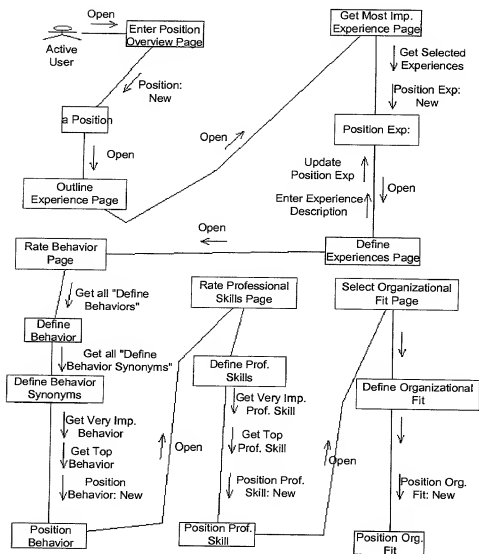 Open
Active
User
Enter Position
Overview Page
Position:
New
a Position
Open
Outline
Experience Page
Open
Get Most Imp.
Experience Page
Get Selected
Experiences
Position Exp:
New
Position Exp:
Update
Position Exp
Open
Enter Experience
Description
Define
Experiences Page
Open
Rate Behavior
Page
Get all "Define
Behaviors"
Define
Behavior
Get all "Define
Behavior Synonyms"
Define Behavior
Synonyms
Get Very Imp.
Behavior
Get Top
Behavior
Position
Behavior: New
Position
Behavior
Open
Rate Professional
Skills Page
Define Prof.
Skills
Get Very Imp.
Prof. Skill
Get Top
Prof. Skill
Position Prof.
Skill: New
Position Prof.
Skill
Open
Select Organizational
Fit Page
Define Organizational
Fit
Position Org.
Fit: New
Position Org.
Fit